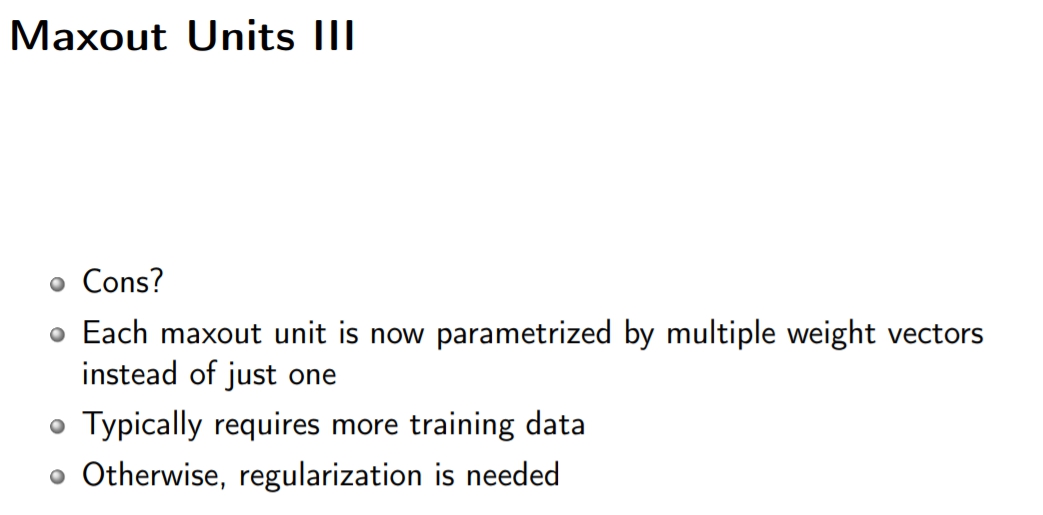 Maxout Units III
Cons?
Each maxout unit is now parametrized by multiple weight vectors
instead of just one
Typically requires more training data
Otherwise, regularization is needed